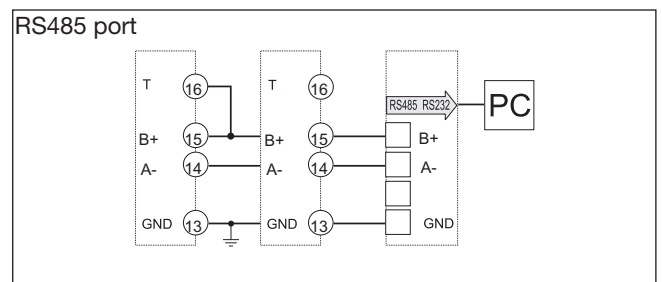 RS485 port
T 16 T 16
RS485 RS232 PC
B+ 15 B+ 15 B+
A- 14 A- 14 A-
GND 13 GND 13 GND